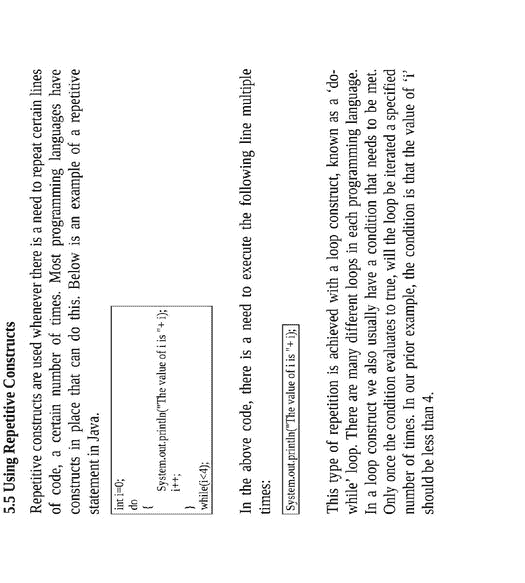 5.5 Using Repetitive Constructs
Repetitive constructs are used whenever there is a need to repeat certain lines
of code, a certain number of times. Most programming languages have
constructs in place that can do this. Below is an example of a repetitive
statement in Java.
int i=0;
do
{
System.out.println("The value of i is "+ i);
i++;
}
while(i<4);
In the above code, there is a need to execute the following line multiple
times:
System.out.println("The value of i is "+ i);
This type of repetition is achieved with a loop construct, known as a ‘do-
while’ loop. There are many different loops in each programming language.
In a loop construct we also usually have a condition that needs to be met.
Only once the condition evaluates to true, will the loop be iterated a specified
number of times. In our prior example, the condition is that the value of ‘i’
should be less than 4.